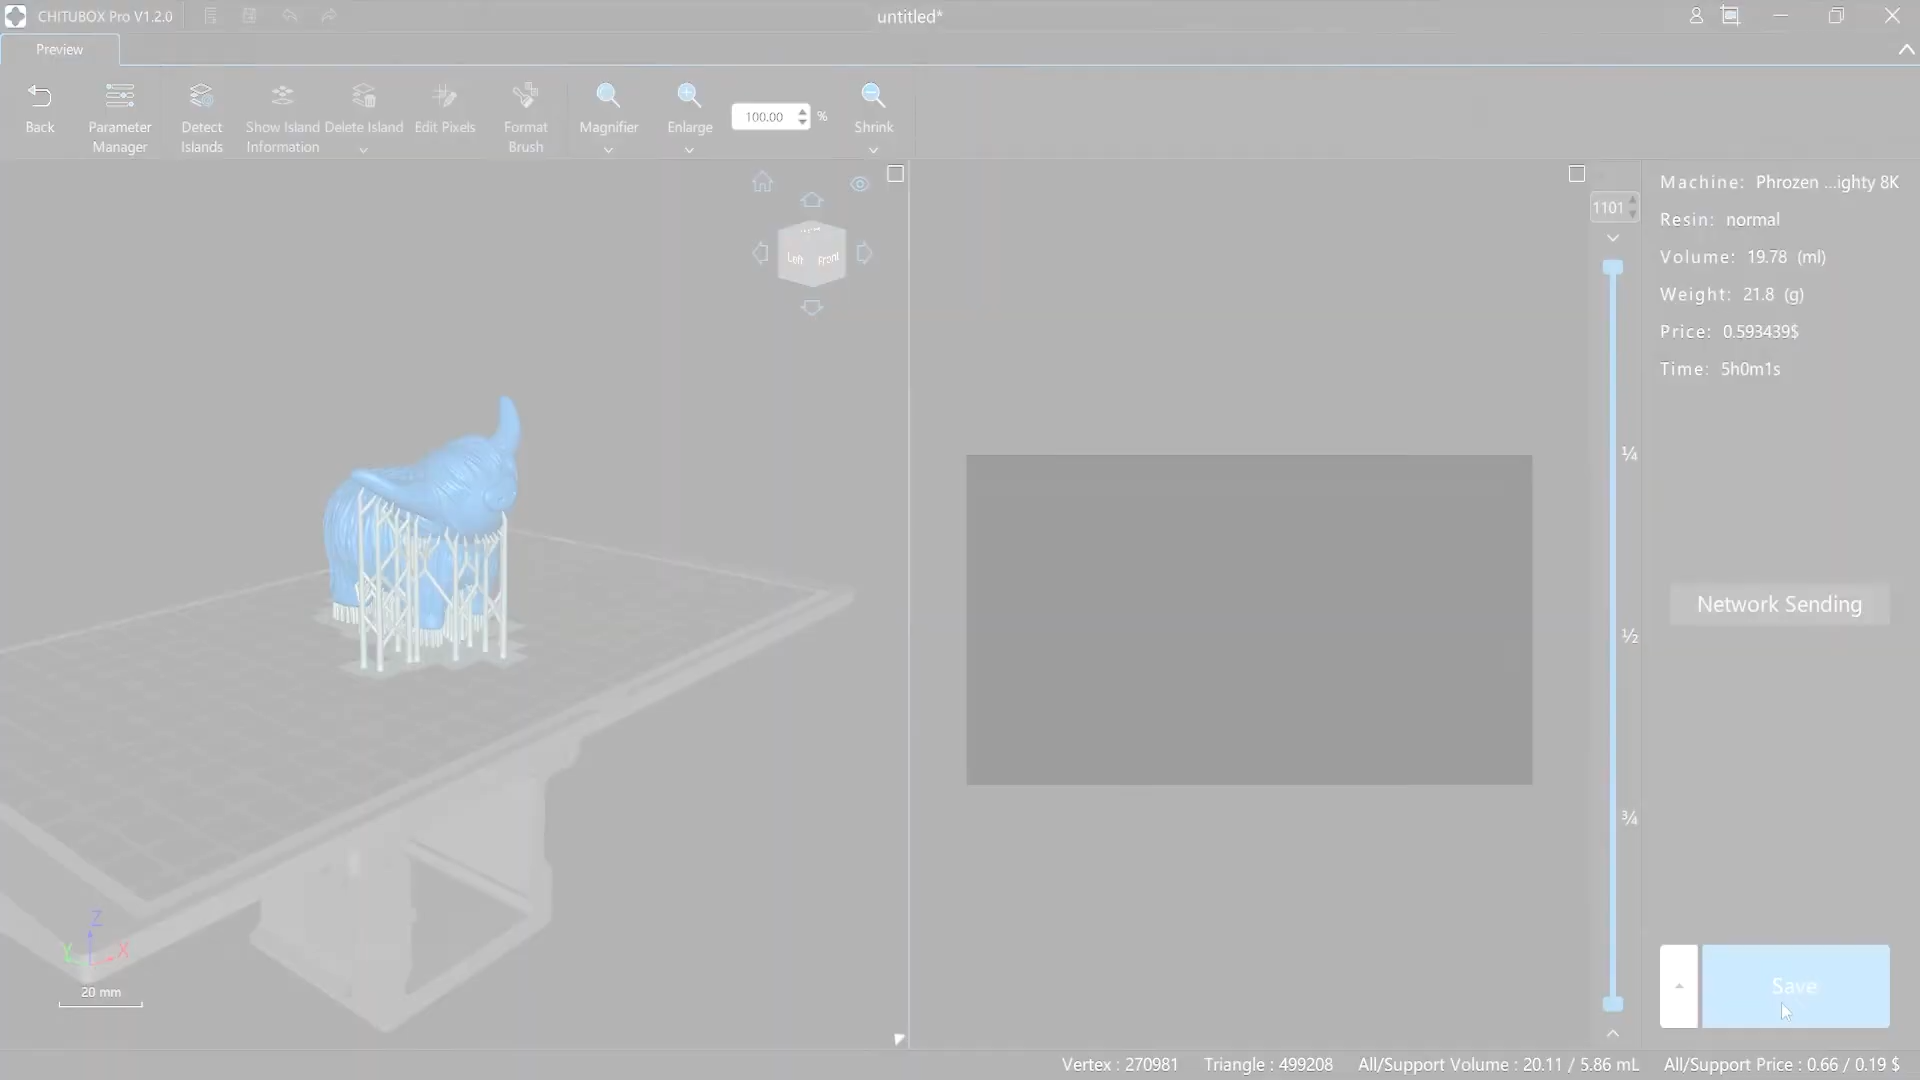 CHITUBOX Pro V1.2.0
untitled*
Preview
Back
Parameter Manager
Detect Islands
Show Island Information
Delete Island
Edit Pixels
Format Brush
Magnifier
Enlarge
100.00 %
Shrink
Left Front
1101
1/4
1/2
3/4
Machine: Phrozen ...ighty 8K
Resin: normal
Volume: 19.78 (ml)
Weight: 21.8 (g)
Price: 0.593439$
Time: 5h0m1s
Network Sending
Save
Z
Y X
20 mm
Vertex : 270981 Triangle : 499208 All/Support Volume : 20.11 / 5.86 mL All/Support Price : 0.66 / 0.19 $